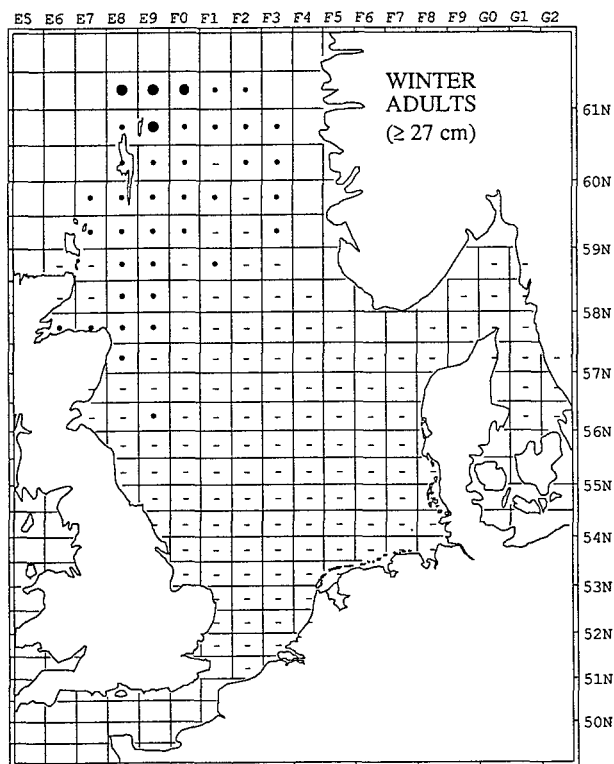 E5 E6 E7 E8 E9 F0 F1 F2 F3 F4 F5 F6 F7 F8 F9 G0 G1 G2
WINTER
ADULTS
(≥ 27 cm)
61N
60N
59N
58N
57N
56N
55N
54N
53N
52N
51N
50N